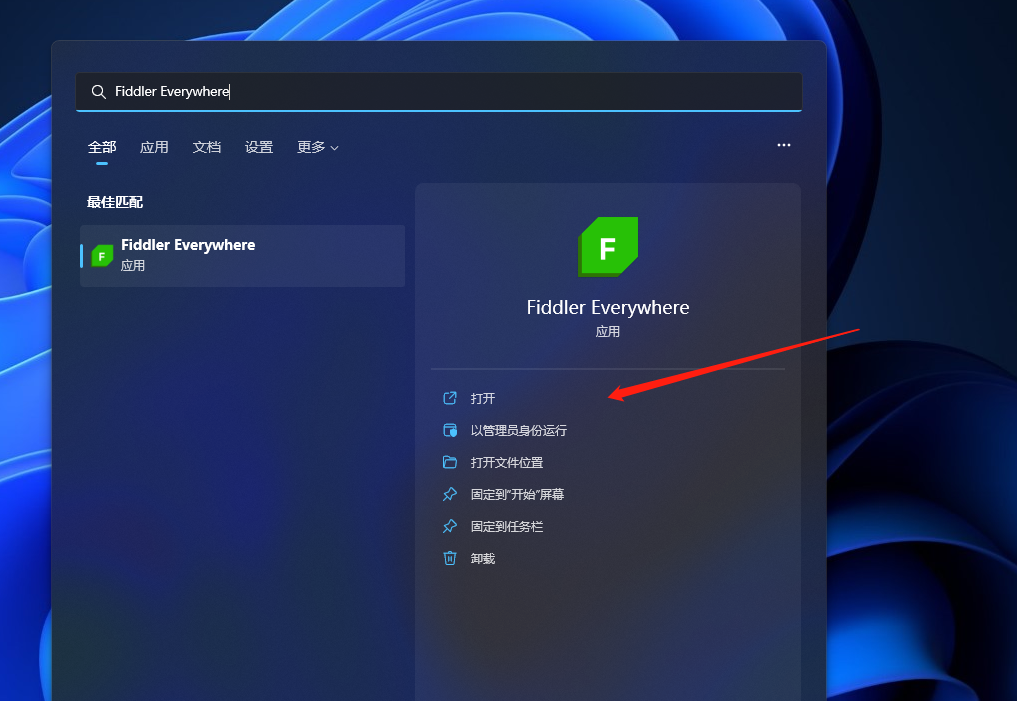 Fiddler Everywhere
全部 应用 文档 设置 更多
最佳匹配
Fiddler Everywhere
应用
F
F
Fiddler Everywhere
应用
打开
以管理员身份运行
打开文件位置
固定到"开始"屏幕
固定到任务栏
卸载